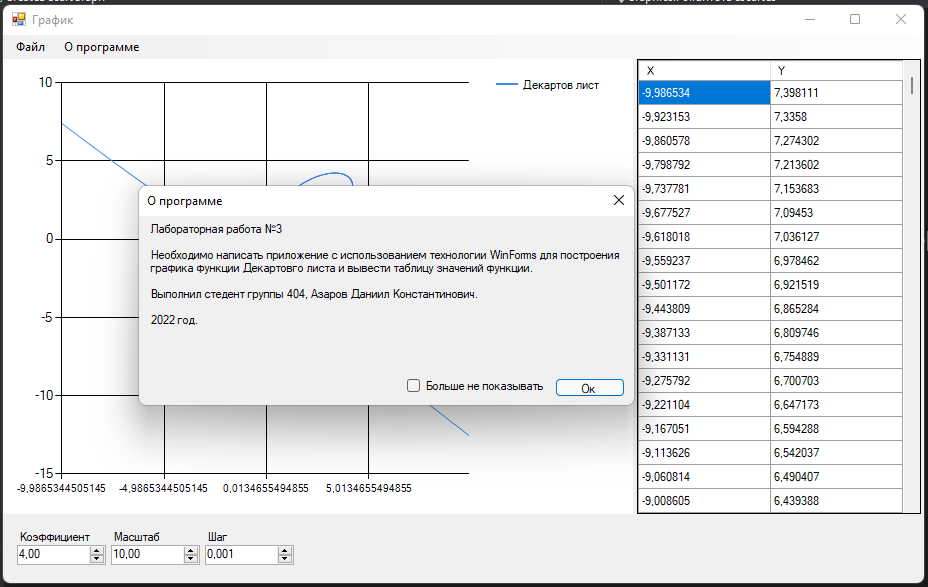 График
Файл О программе
10
5
0
-5
-10
-15
-9,9865344505145 -4,9865344505145 0,0134655494855 5,0134655494855
Декартов лист
О программе
Лабораторная работа №3
Необходимо написать приложение с использованием технологии WinForms для построения
графика функции Декартовго листа и вывести таблицу значений функции.
Выполнил стедент группы 404, Азаров Даниил Константинович.
2022 год.
Больше не показывать Ок
X Y
-9,986534 7,398111
-9,923153 7,3358
-9,860578 7,274302
-9,798792 7,213602
-9,737781 7,153683
-9,677527 7,09453
-9,618018 7,036127
-9,559237 6,978462
-9,501172 6,921519
-9,443809 6,865284
-9,387133 6,809746
-9,331131 6,754889
-9,275792 6,700703
-9,221104 6,647173
-9,167051 6,594288
-9,113626 6,542037
-9,060814 6,490407
-9,008605 6,439388
Коэффициент Масштаб Шаг
4,00 10,00 0,001